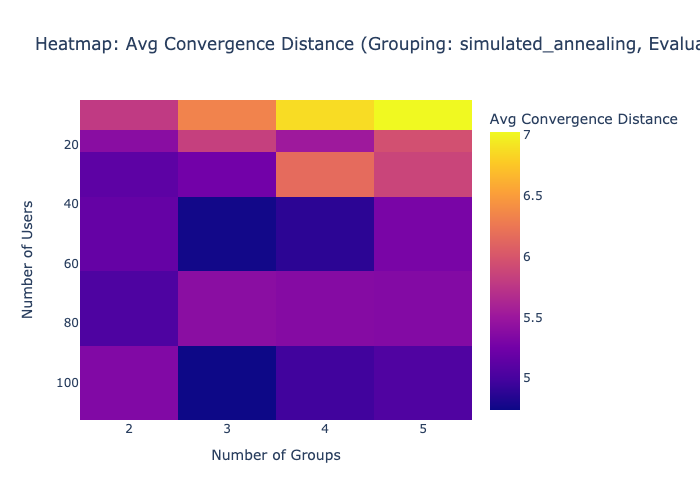 Heatmap: Avg Convergence Distance (Grouping: simulated_annealing,
Avg Convergence Distance
7
6.5
6
5.5
5
20
40
60
80
100
Number of Users
2 3 4 5
Number of Groups